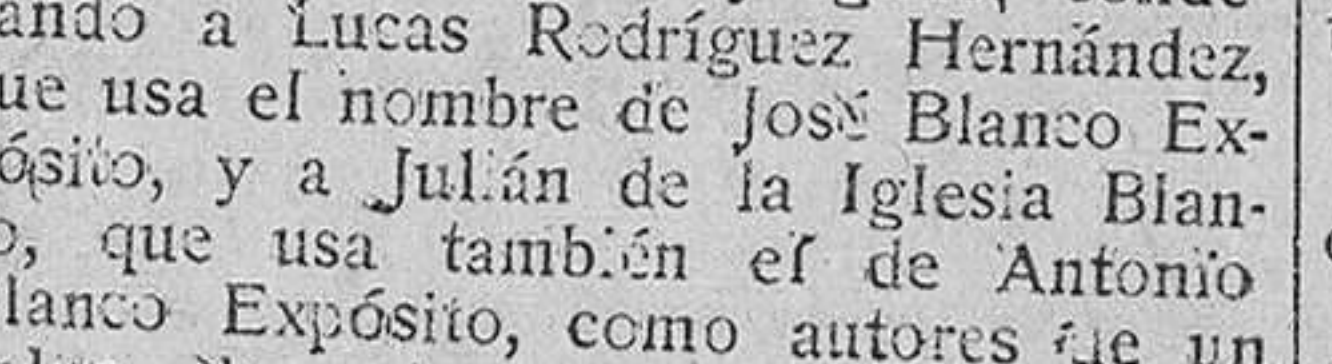 ando a Lucas Rodríguez Hernández,
ue usa el nombre de José Blanco Ex-
ósito, y a Julián de la Iglesia Blan-
o, que usa también el de Antonio
lanco Expósito, como autores de un